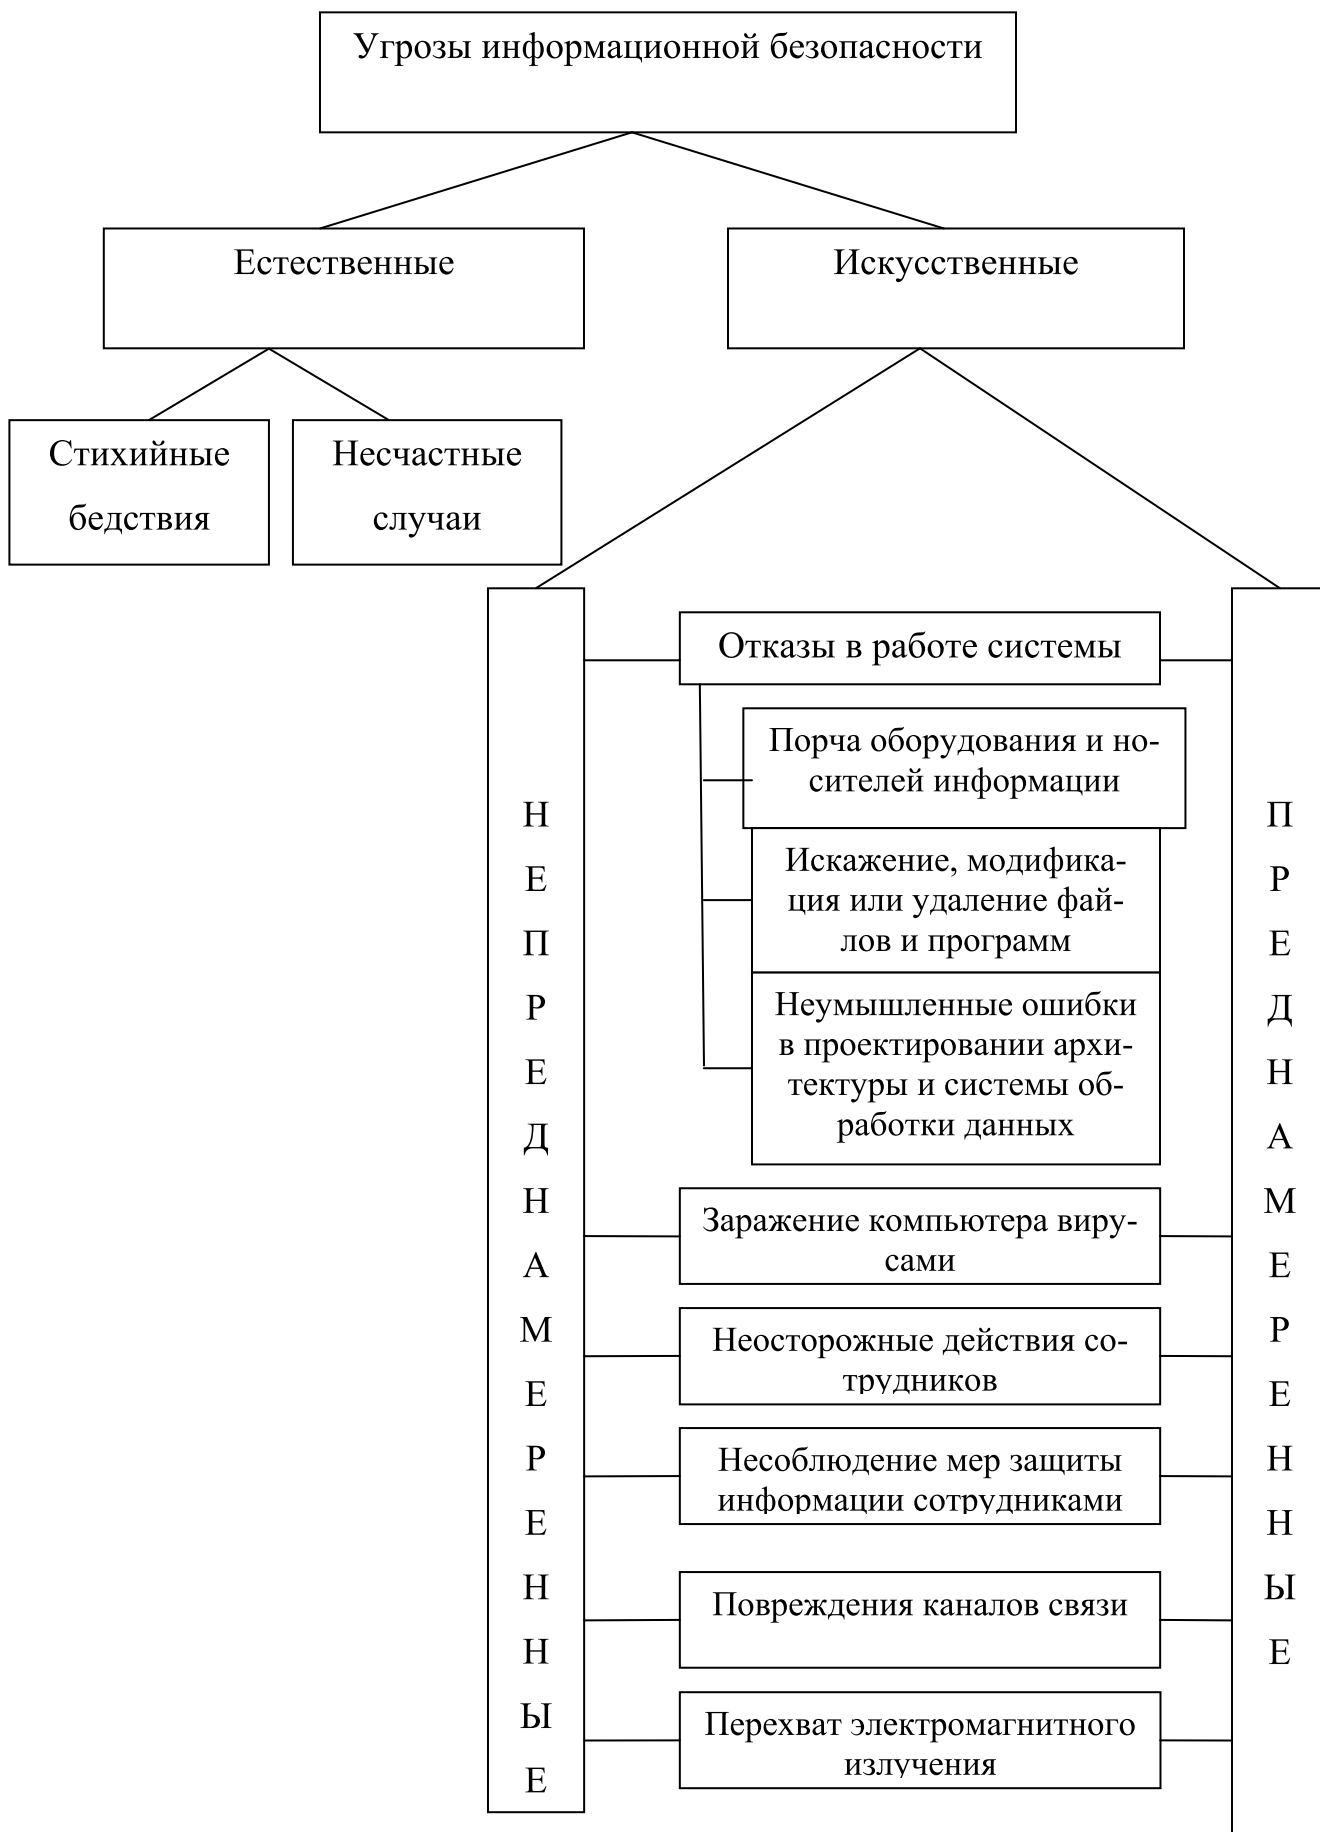 Угрозы информационной безопасности
Естественные
Искусственные
Стихийные
бедствия
Несчастные
случаи
Н
Е
П
Р
Е
Д
Н
А
М
Е
Р
Е
Н
Н
Ы
Е
Отказы в работе системы
Порча оборудования и но-
сителей информации
Искажение, модифика-
ция или удаление фай-
лов и программ
Неумышленные ошибки
в проектировании архи-
тектуры и системы об-
работки данных
Заражение компьютера виру-
сами
Неосторожные действия со-
трудников
Несоблюдение мер защиты
информации сотрудниками
Повреждения каналов связи
Перехват электромагнитного
излучения
П
Р
Е
Д
Н
А
М
Е
Р
Е
Н
Н
Ы
Е